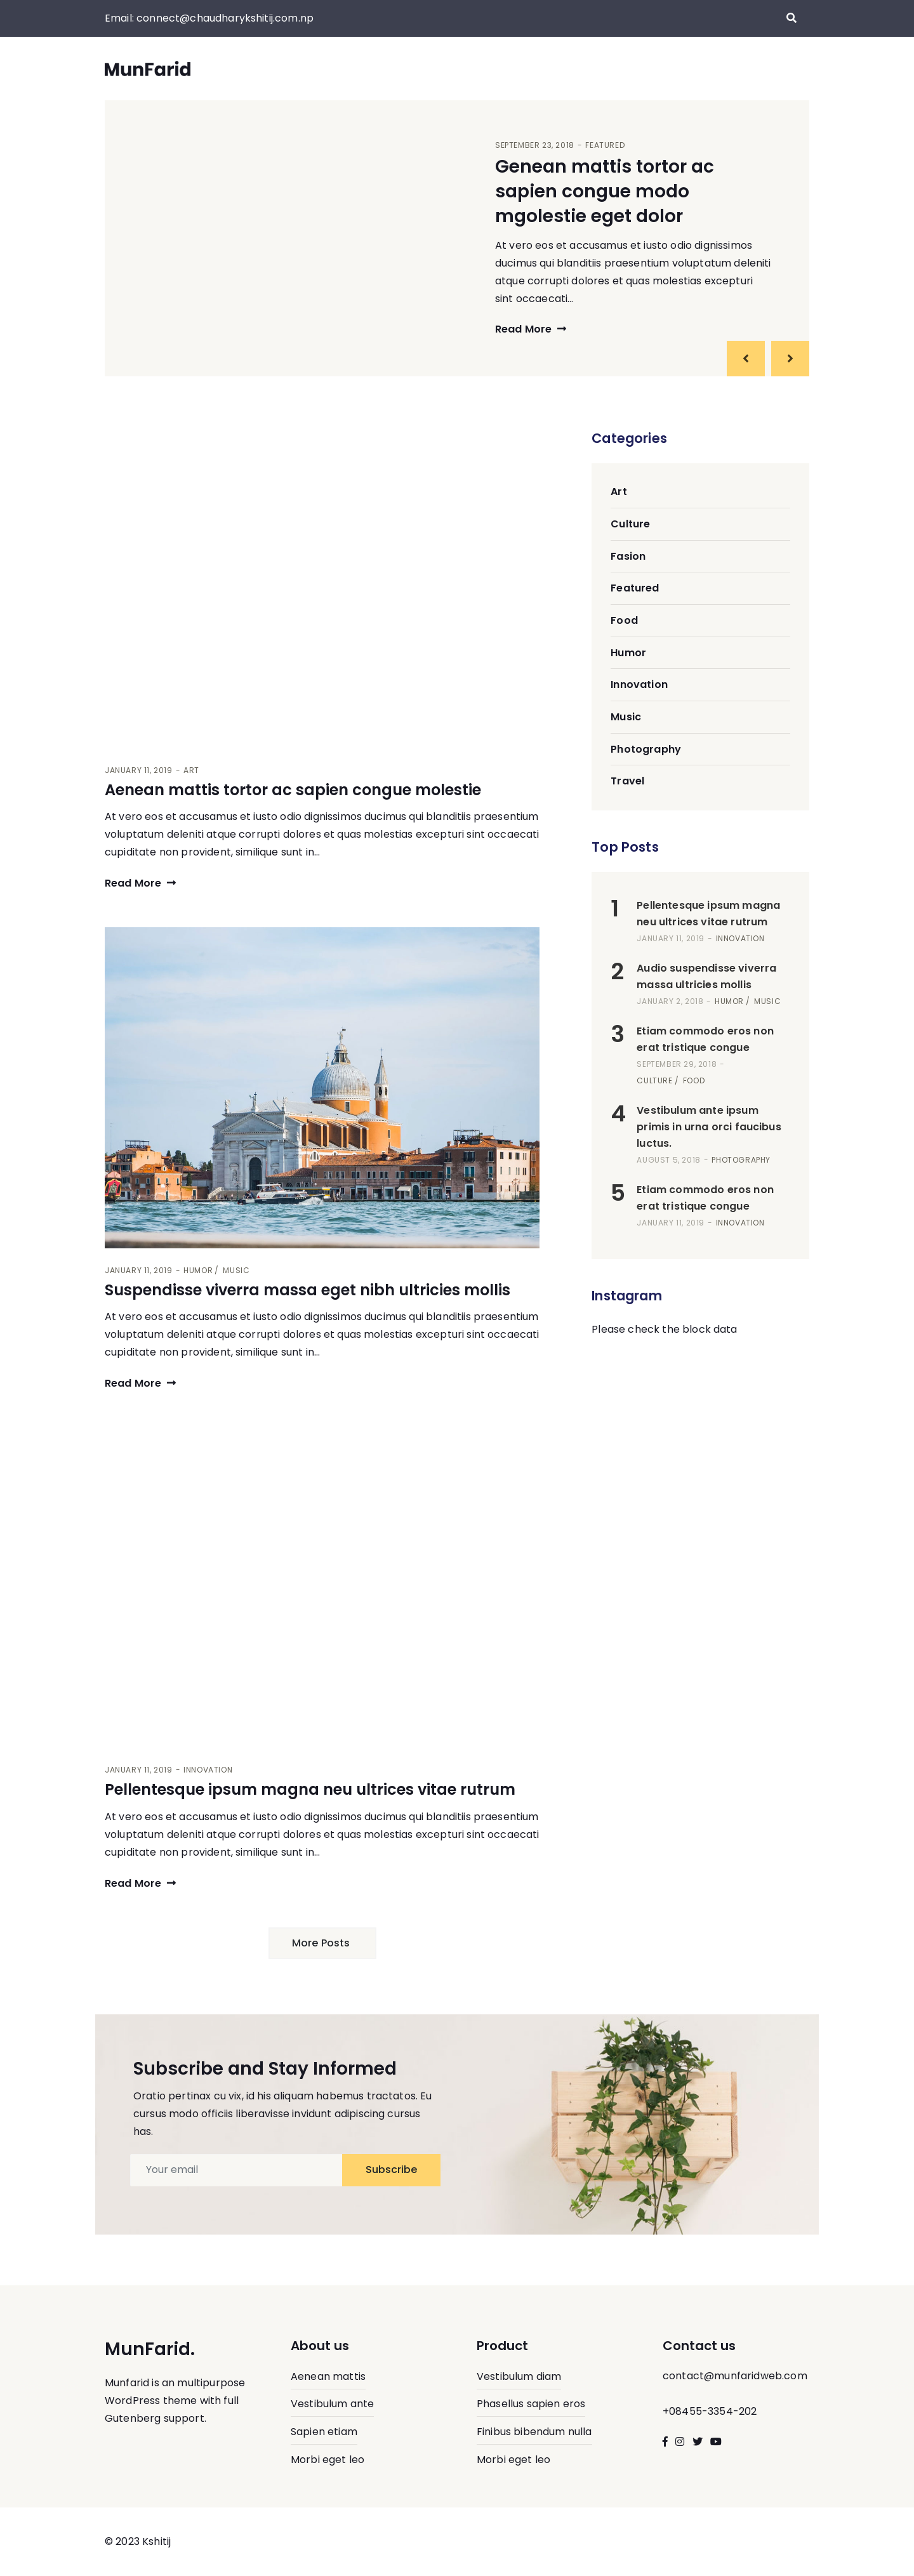 Email: connect@chaudharykshitij.com.np
MunFarid
SEPTEMBER 23, 2018 - FEATURED
Genean mattis tortor ac
sapien congue modo
mgolestie eget dolor
At vero eos et accusamus et iusto odio dignissimos
ducimus qui blanditiis praesentium voluptatum deleniti
atque corrupti dolores et quas molestias excepturi
sint occaecati...
Read More
JANUARY 11, 2019 - ART
Aenean mattis tortor ac sapien congue molestie
At vero eos et accusamus et iusto odio dignissimos ducimus qui blanditiis praesentium
voluptatum deleniti atque corrupti dolores et quas molestias excepturi sint occaecati
cupiditate non provident, similique sunt in...
Read More
JANUARY 11, 2019 - HUMOR / MUSIC
Suspendisse viverra massa eget nibh ultricies mollis
At vero eos et accusamus et iusto odio dignissimos ducimus qui blanditiis praesentium
voluptatum deleniti atque corrupti dolores et quas molestias excepturi sint occaecati
cupiditate non provident, similique sunt in...
Read More
JANUARY 11, 2019 - INNOVATION
Pellentesque ipsum magna neu ultrices vitae rutrum
At vero eos et accusamus et iusto odio dignissimos ducimus qui blanditiis praesentium
voluptatum deleniti atque corrupti dolores et quas molestias excepturi sint occaecati
cupiditate non provident, similique sunt in...
Read More
More Posts
Categories
Art
Culture
Fasion
Featured
Food
Humor
Innovation
Music
Photography
Travel
Top Posts
1
Pellentesque ipsum magna
neu ultrices vitae rutrum
JANUARY 11, 2019 - INNOVATION
2
Audio suspendisse viverra
massa ultricies mollis
JANUARY 2, 2018 - HUMOR / MUSIC
3
Etiam commodo eros non
erat tristique congue
SEPTEMBER 29, 2018 -
CULTURE / FOOD
4
Vestibulum ante ipsum
primis in urna orci faucibus
luctus.
AUGUST 5, 2018 - PHOTOGRAPHY
5
Etiam commodo eros non
erat tristique congue
JANUARY 11, 2019 - INNOVATION
Instagram
Please check the block data
Subscribe and Stay Informed
Oratio pertinax cu vix, id his aliquam habemus tractatos. Eu
cursus modo officiis liberavisse invidunt adipiscing cursus
has.
Your email
Subscribe
MunFarid.
Munfarid is an multipurpose
WordPress theme with full
Gutenberg support.
About us
Aenean mattis
Vestibulum ante
Sapien etiam
Morbi eget leo
Product
Vestibulum diam
Phasellus sapien eros
Finibus bibendum nulla
Morbi eget leo
Contact us
contact@munfaridweb.com
+08455-3354-202
© 2023 Kshitij